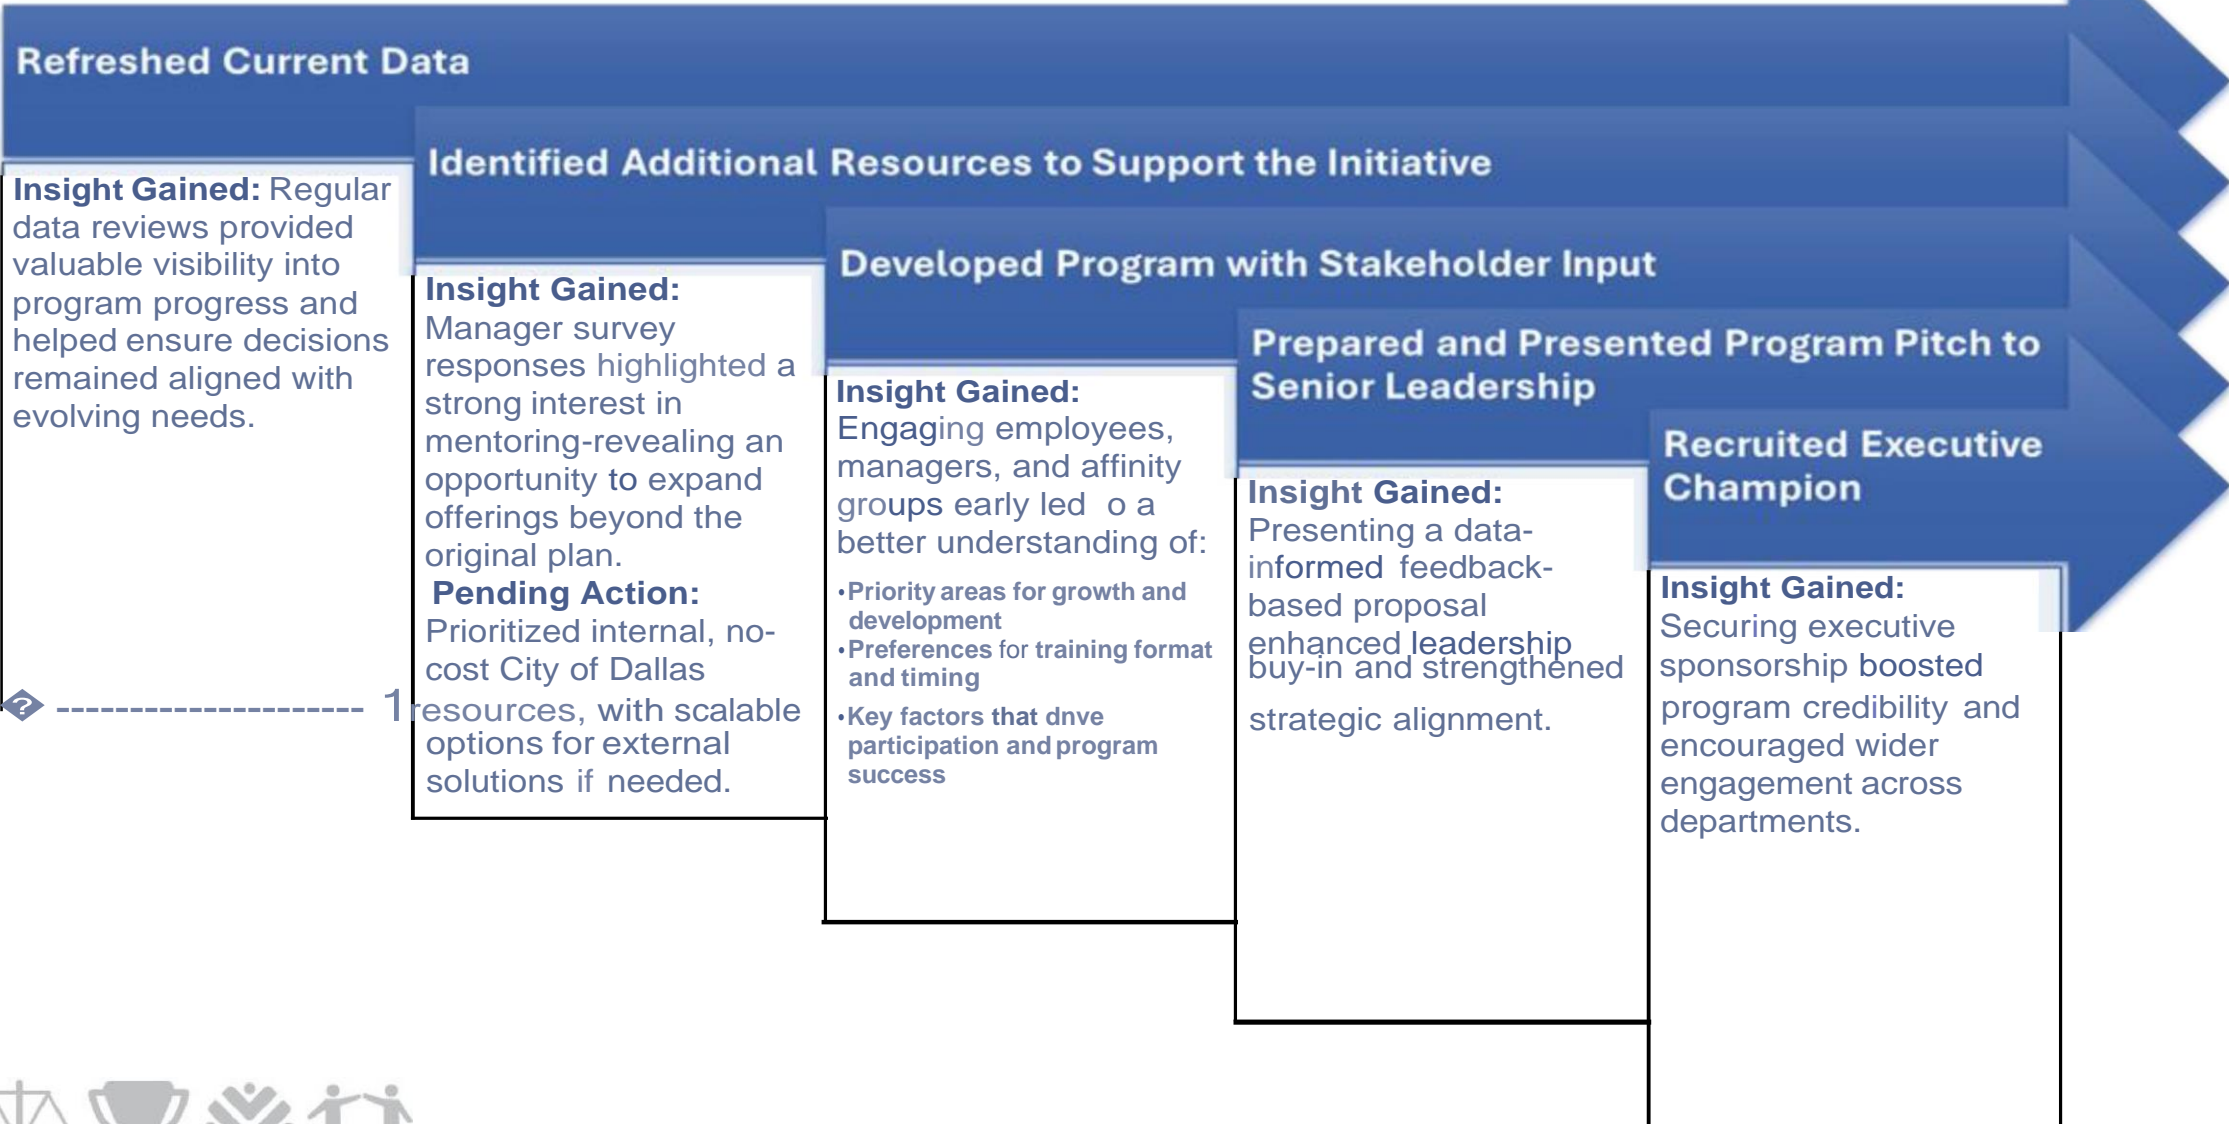 Refreshed Current Data
Insight Gained: Regular
data reviews provided
valuable visibility into
program progress and
helped ensure decisions
remained aligned with
evolving needs.
� -------------------- 1
Identified Additional Resources to Support the Initiative
Insight Gained:
Manager survey
responses highlighted a
strong interest in
mentoring-revealing an
opportunity to expand
offerings beyond the
original plan.
Pending Action:
Prioritized internal, no-
cost City of Dallas
resources, with scalable
options for external
solutions if needed.
Developed Program with Stakeholder Input
Insight Gained:
Engaging employees,
managers, and affinity
groups early led o a
better understanding of:
•Priority areas for growth and
development
•Preferences for training format
and timing
•Key factors that dnve
participation and program
success
Prepared and Presented Program Pitch to
Senior Leadership
Insight Gained:
Presenting a data-
informed feedback-
based proposal
enhanced leadership
buy-in and strengthened
strategic alignment.
Recruited Executive
Champion
Insight Gained:
Securing executive
sponsorship boosted
program credibility and
encouraged wider
engagement across
departments.